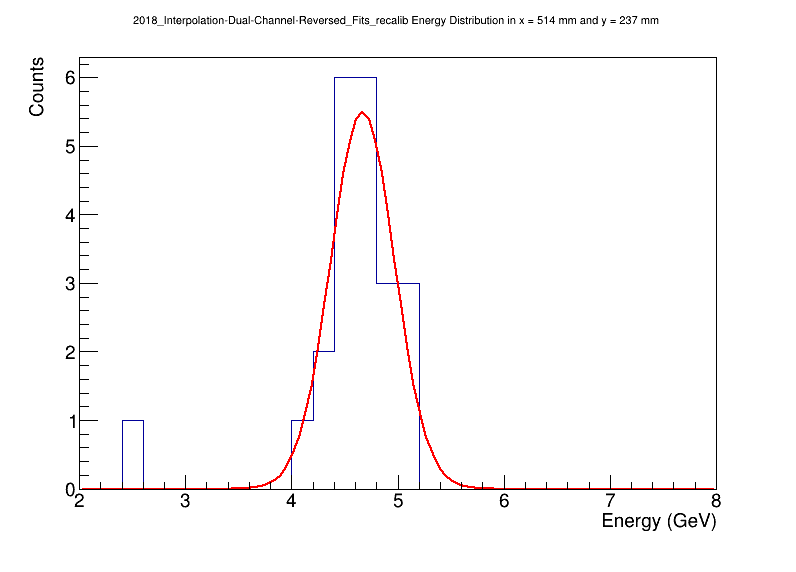 2018_Interpolation-Dual-Channel-Reversed_Fits_recalib Energy Distribution in x = 514 mm and y = 237 mm
Counts
6
5
4
3
2
1
0
2 3 4 5 6 7 8
Energy (GeV)